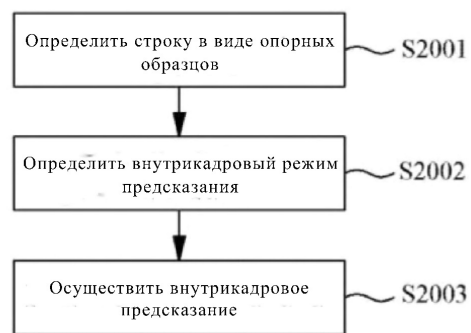 Определить строку в виде опорных
образцов
S2001
Определить внутрикадровый режим
предсказания
S2002
Осуществить внутрикадровое
предсказание
S2003